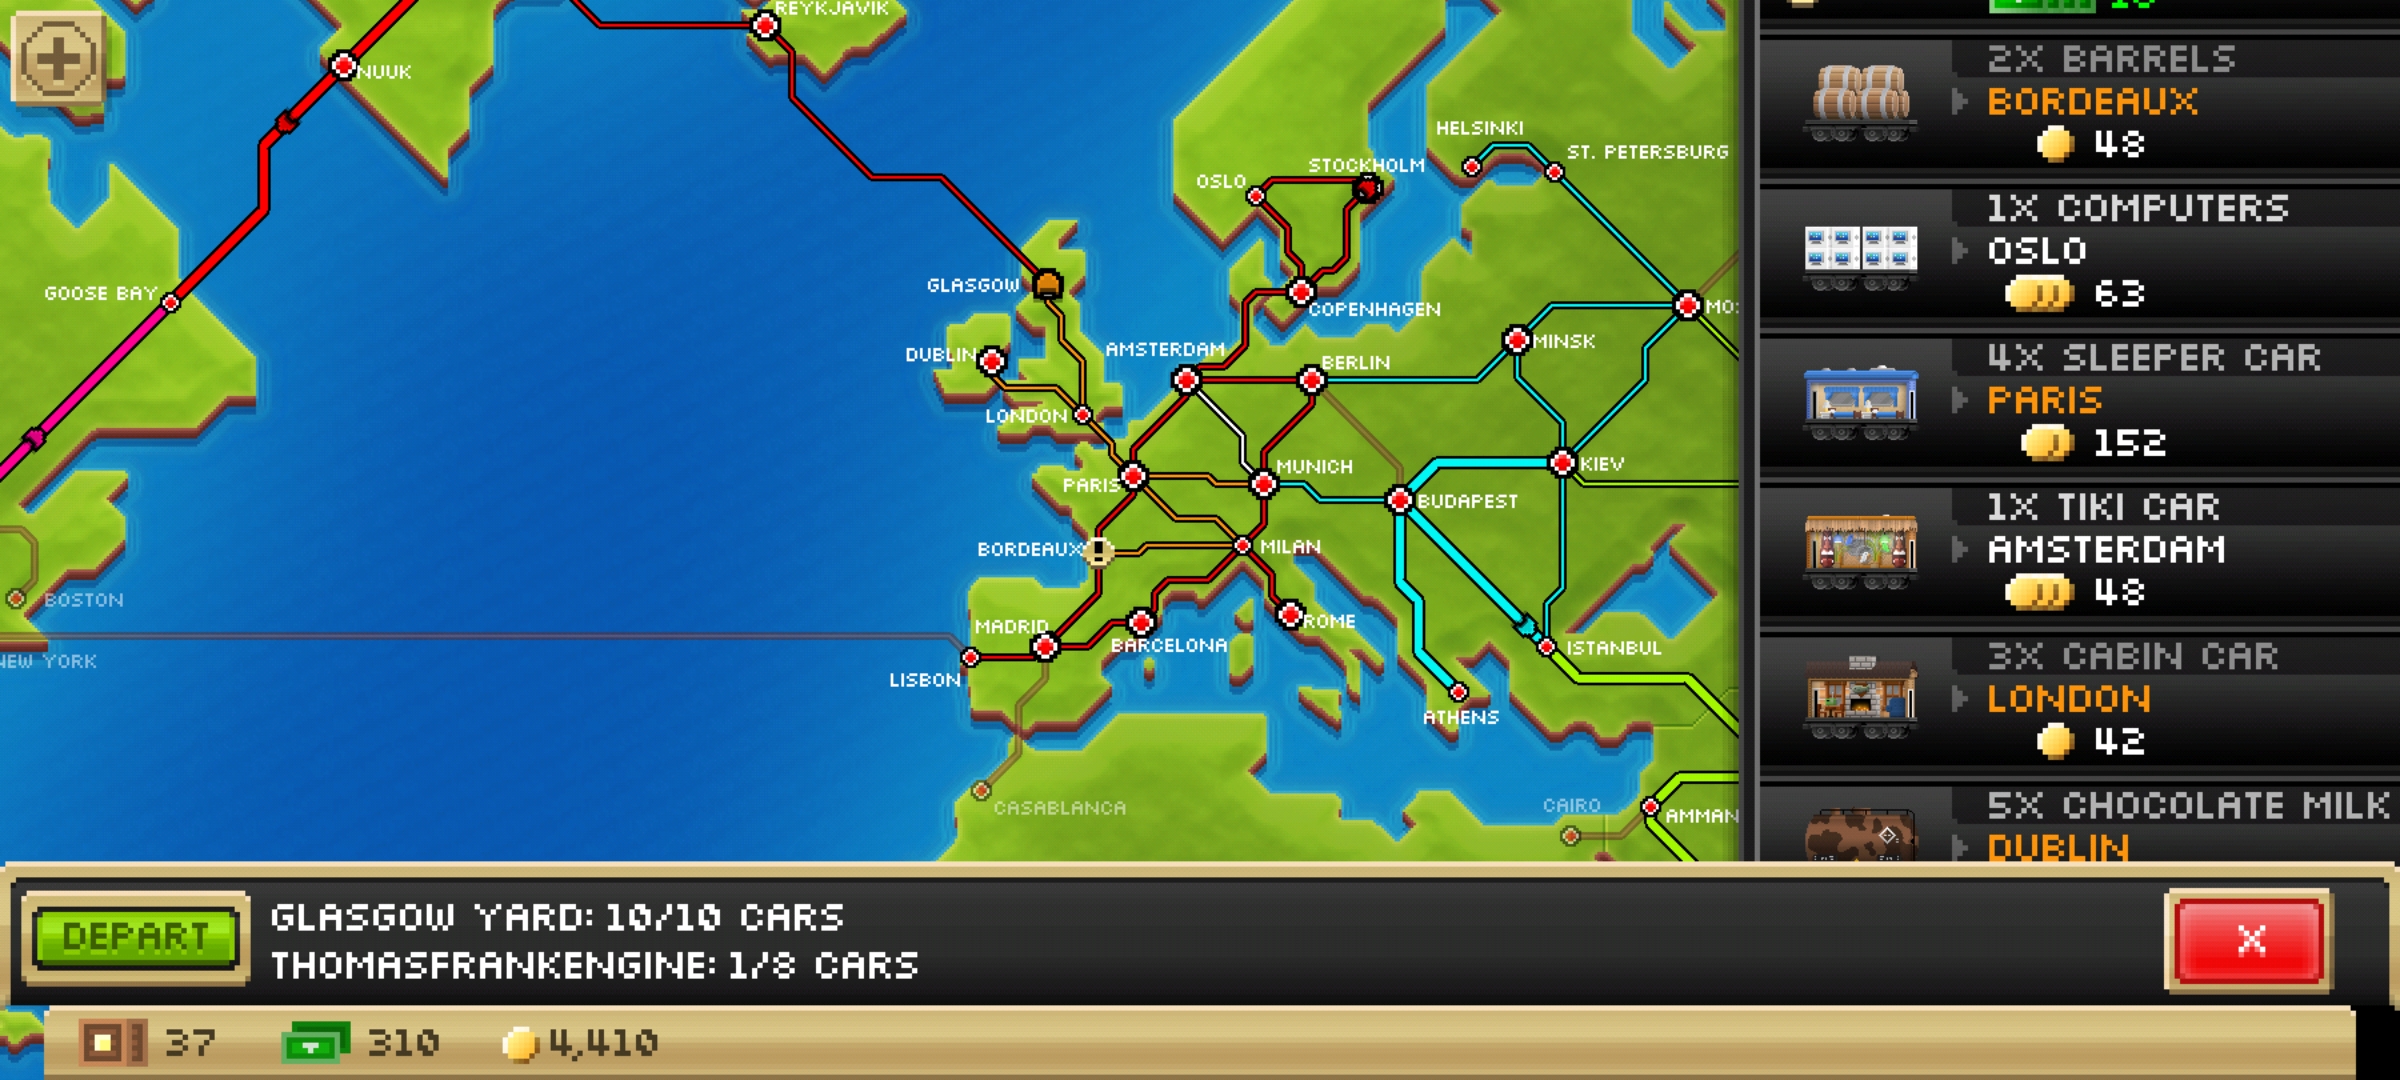 REYKJAVIK
NUUK
HELSINKI
ST. PETERSBURG
STOCKHOLM
OSLO
GLASGOW
GOOSE BAY
COPENHAGEN
MINSK
DUBLIN
AMSTERDAM
BERLIN
LONDON
MUNICH
KIEV
PARIS
BUDAPEST
BORDEAUX
MILAN
BOSTON
MADRID
ROME
BARCELONA
ISTANBUL
NEW YORK
LISBON
ATHENS
CASABLANCA
CAIRO
AMMAN
2X BARRELS
BORDEAUX
48
1X COMPUTERS
OSLO
63
4X SLEEPER CAR
PARIS
152
1X TIKI CAR
AMSTERDAM
48
3X CABIN CAR
LONDON
42
5X CHOCOLATE MILK
DUBLIN
DEPART
GLASGOW YARD: 10/10 CARS
THOMASFRANKENGINE: 1/8 CARS
X
37
310
4,410